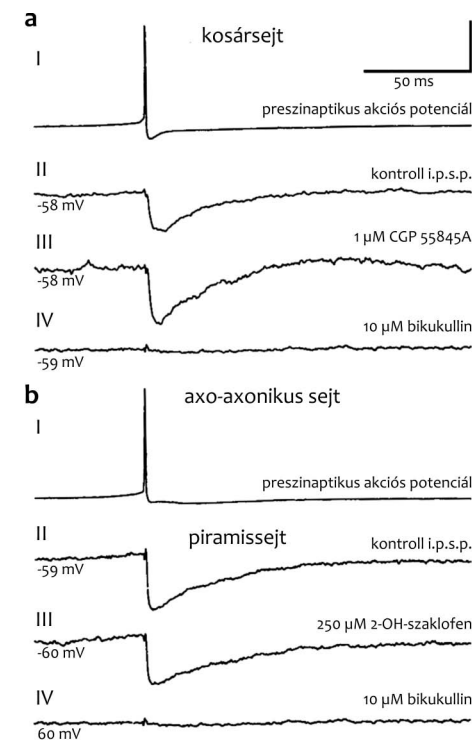 a
kosársejt
I
50 ms
preszinaptikus akciós potenciál
II
kontroll i.p.s.p.
-58 mV
III
1 µM CGP 55845A
-58 mV
IV
10 µM bikukullin
-59 mV
b
axo-axonikus sejt
I
preszinaptikus akciós potenciál
II
piramissejt
kontroll i.p.s.p.
-59 mV
III
250 µM 2-OH-szaklofen
-60 mV
IV
10 µM bikukullin
60 mV